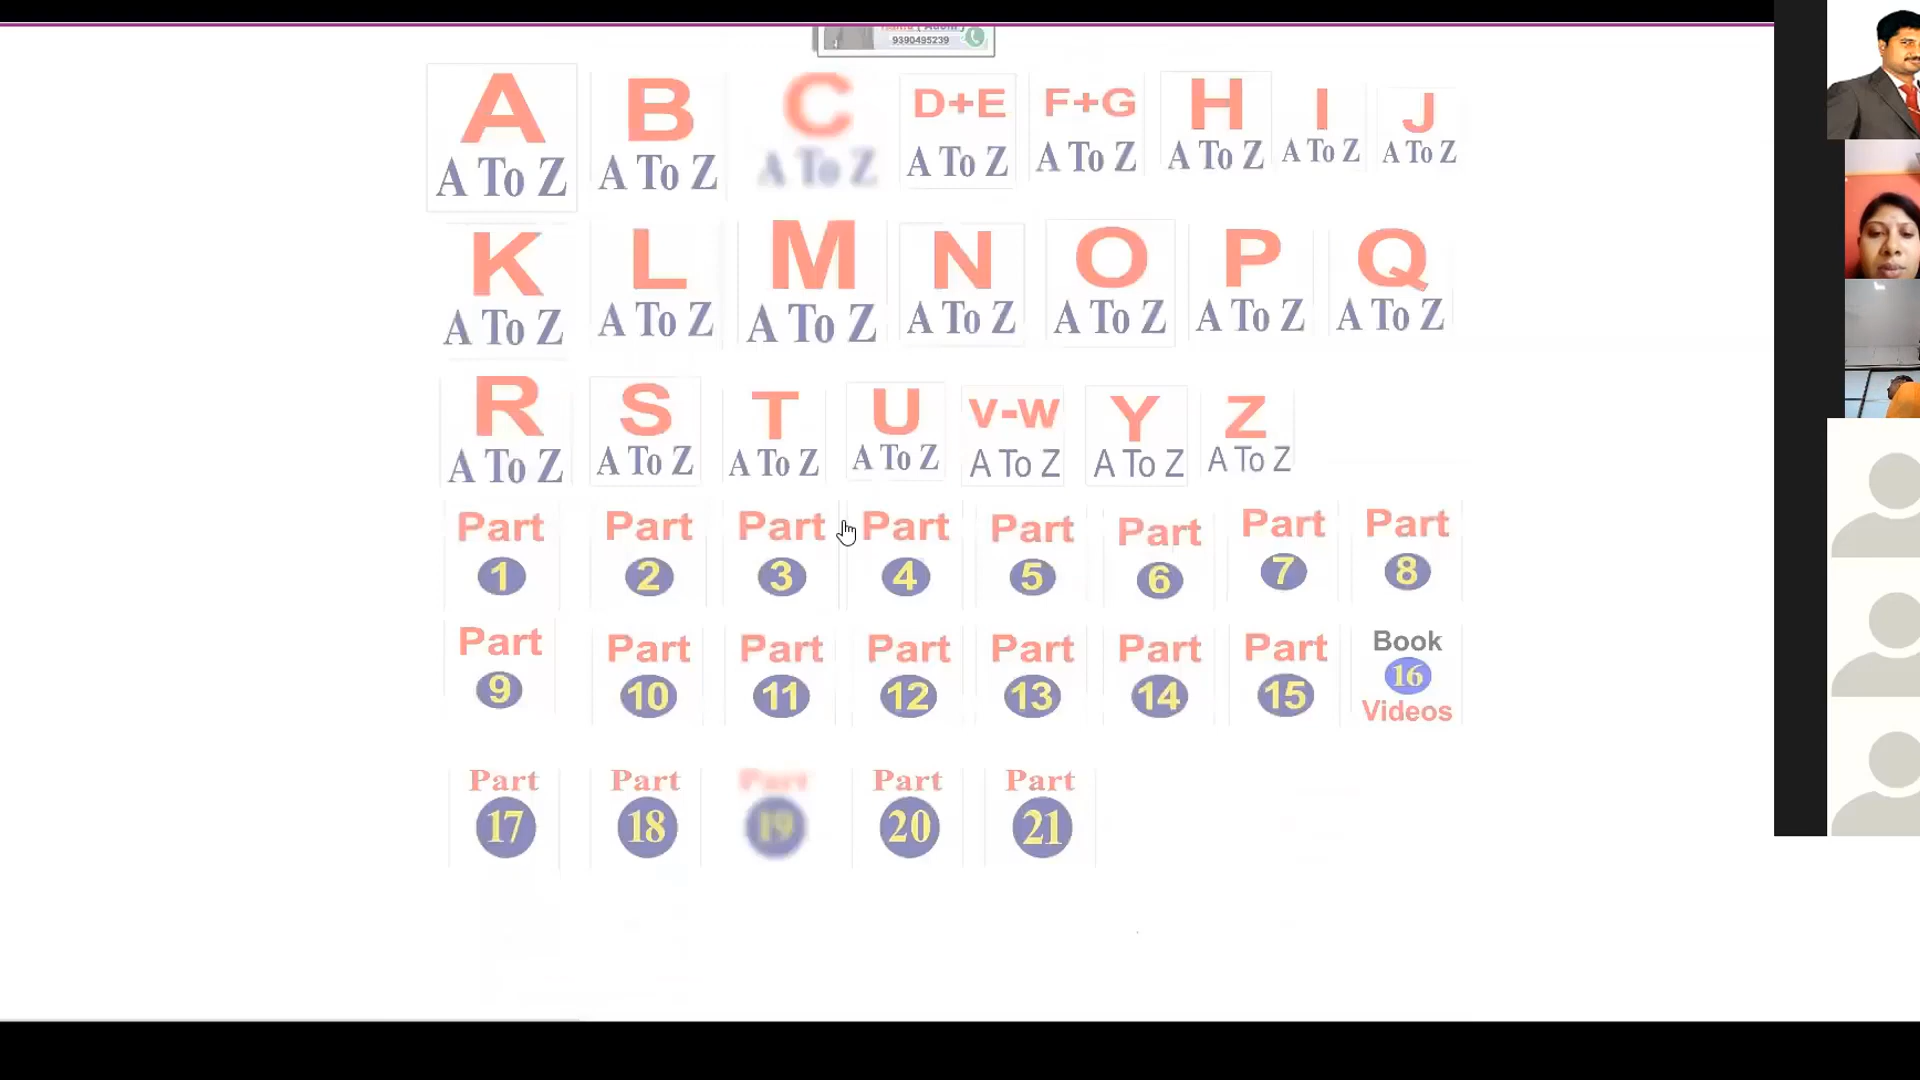 9390495239
A B C D+E F+G H I J
A To Z A To Z A To Z A To Z A To Z A To Z A To Z A To Z
K L M N O P Q
A To Z A To Z A To Z A To Z A To Z A To Z A To Z
R S T U V-W Y Z
A To Z A To Z A To Z A To Z A To Z A To Z A To Z
Part Part Part Part Part Part Part Part
1 2 3 4 5 6 7 8
Part Part Part Part Part Part Part Book
9 10 11 12 13 14 15 16
Videos
Part Part Part Part Part
17 18 19 20 21